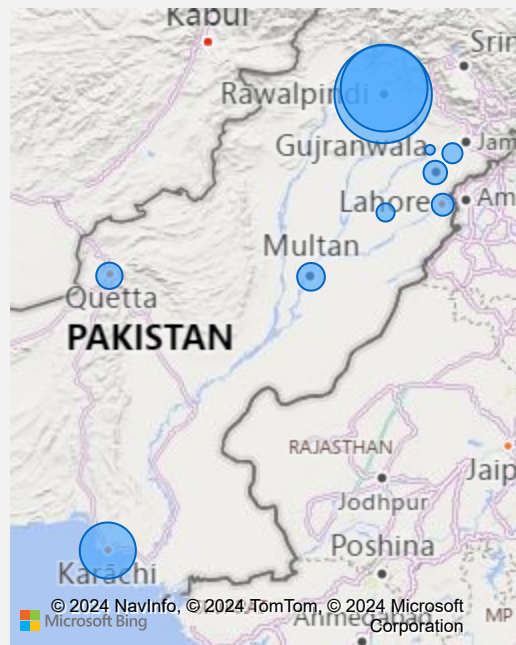 Kabul
Srin
Rawalpindi
Gujranwala
Jam
Lahore
Am
Multan
Quetta
PAKISTAN
RAJASTHAN
Jaip
Jodhpur
Poshina
Karachi
© 2024 NavInfo, © 2024 TomTom, © 2024 Microsoft
Corporation
Microsoft Bing
Ahmedabad
MP